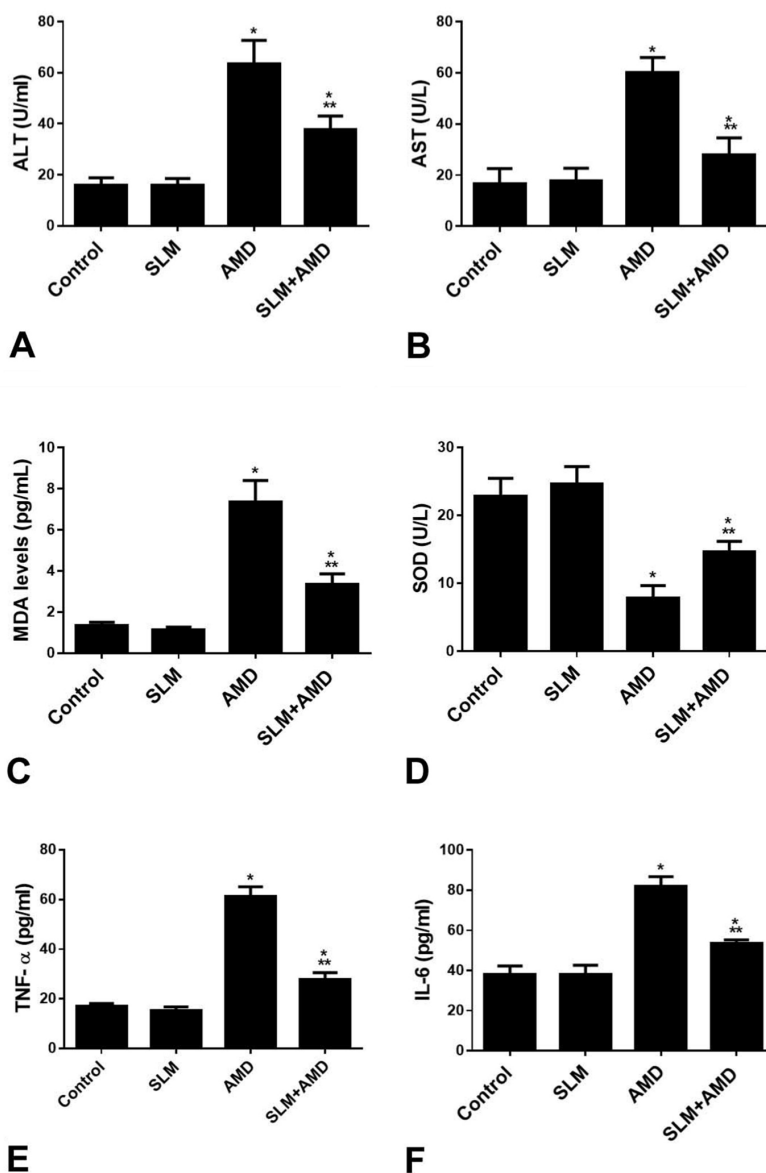 ALT (U/ml)
80
60
40
20
0
*
*
**
Control
SLM
AMD
SLM+AMD
A
AST (U/L)
80
60
40
20
0
*
*
**
Control
SLM
AMD
SLM+AMD
B
MDA levels (pg/mL)
10
8
6
4
2
0
*
*
**
Control
SLM
AMD
SLM+AMD
C
SOD (U/L)
30
20
10
0
*
*
**
Control
SLM
AMD
SLM+AMD
D
TNF- α (pg/ml)
80
60
40
20
0
*
*
**
Control
SLM
AMD
SLM+AMD
E
IL-6 (pg/ml)
100
80
60
40
20
0
*
*
**
Control
SLM
AMD
SLM+AMD
F